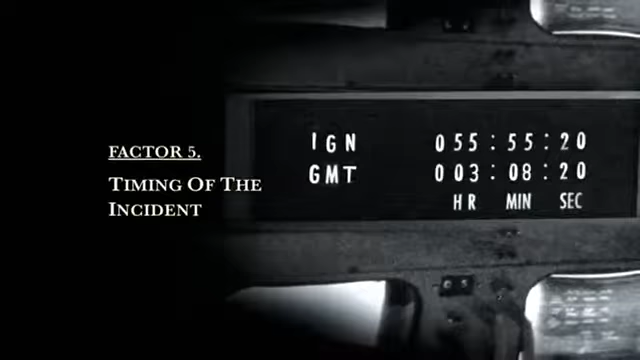 FACTOR 5.
TIMING OF THE
INCIDENT
IGN 055:55:20
GMT 003:08:20
HR MIN SEC